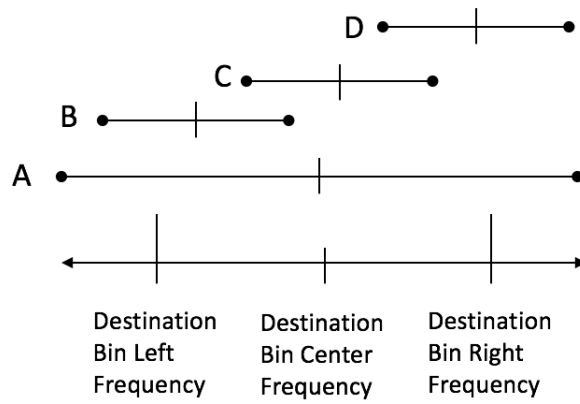 D
C
B
A
Destination
Bin Left
Frequency
Destination
Bin Center
Frequency
Destination
Bin Right
Frequency